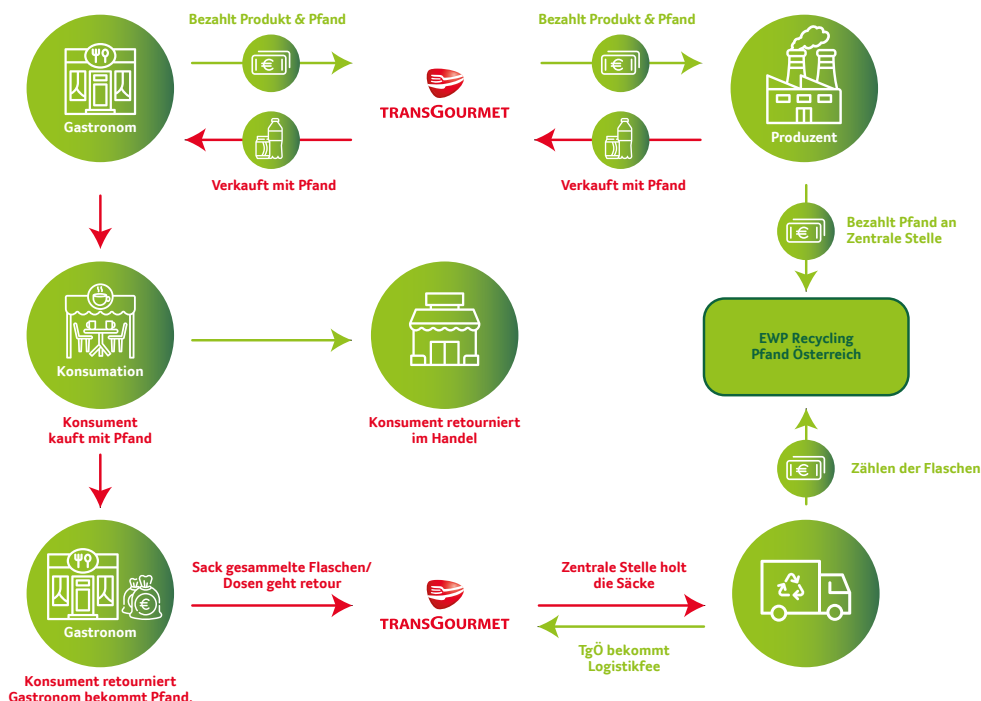 Bezahlt Produkt & Pfand
Bezahlt Produkt & Pfand
Gastronom
TRANSGOURMET
Produzent
Verkauft mit Pfand
Verkauft mit Pfand
Bezahlt Pfand an
Zentrale Stelle
EWP Recycling
Pfand Österreich
Konsumation
Konsument
kauft mit Pfand
Konsument retourniert
im Handel
Zählen der Flaschen
Sack gesammelte Flaschen/
Dosen geht retour
Zentrale Stelle holt
die Säcke
TRANSGOURMET
Gastronom
TgÖ bekommt
Logistikfee
Konsument retourniert
Gastronom bekommt Pfand.